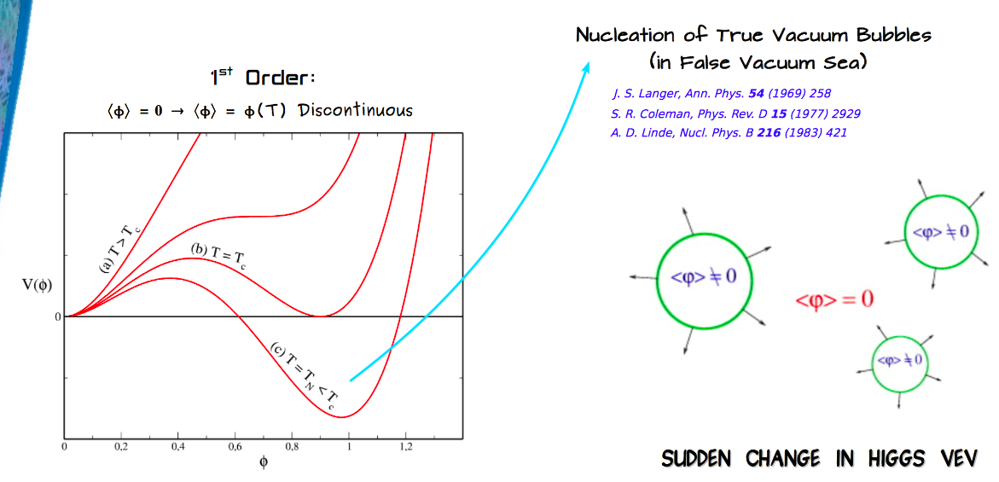 1st Order:
⟨ϕ⟩ = 0 → ⟨ϕ⟩ = ϕ(T) Discontinuous
V(ϕ)
0
(a) T > Tc
(b) T = Tc
(c) T = TN < Tc
0
0,2
0,4
0,6
0,8
1
1,2
ϕ
Nucleation of True Vacuum Bubbles
(in False Vacuum Sea)
J. S. Langer, Ann. Phys. 54 (1969) 258
S. R. Coleman, Phys. Rev. D 15 (1977) 2929
A. D. Linde, Nucl. Phys. B 216 (1983) 421
<φ> ≠ 0
<φ> ≠ 0
<φ> = 0
<φ> ≠ 0
SUDDEN CHANGE IN HIGGS VEV